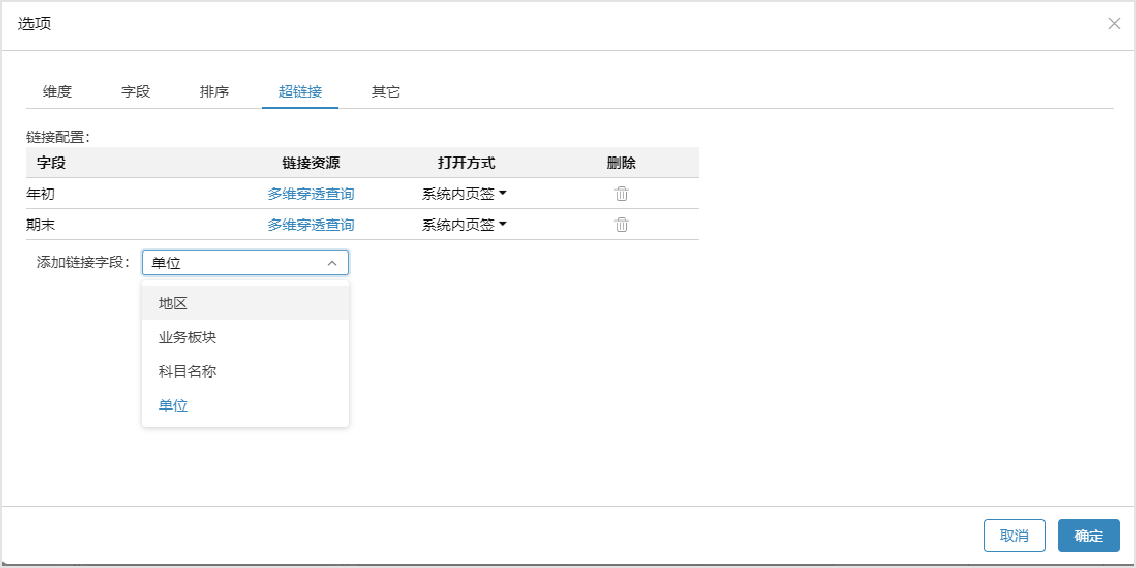 选项
维度 字段 排序 超链接 其它
链接配置：
字段 链接资源 打开方式 删除
年初 多维穿透查询 系统内页签
期末 多维穿透查询 系统内页签
添加链接字段： 单位
地区
业务板块
科目名称
单位
取消 确定